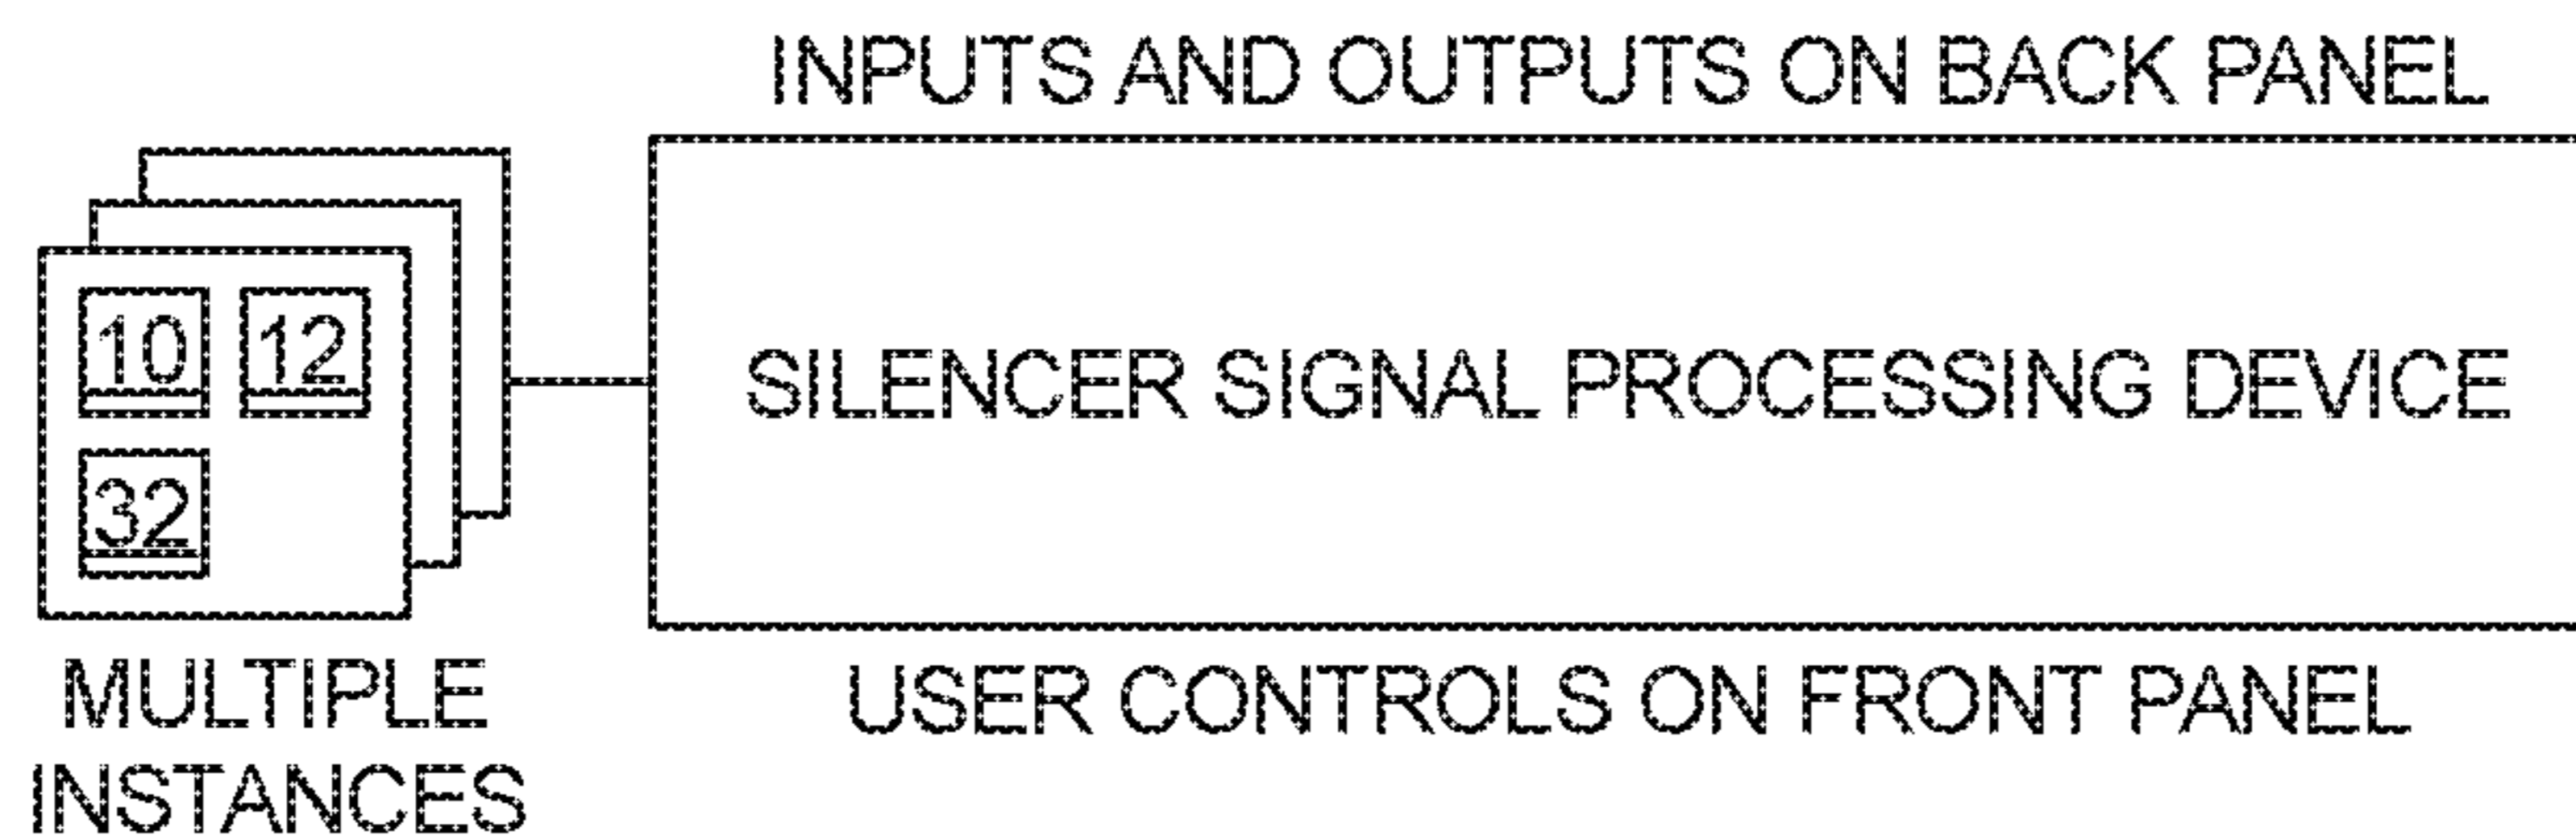 INPUTS AND OUTPUTS ON BACK PANEL
10 12
32
SILENCER SIGNAL PROCESSING DEVICE
USER CONTROLS ON FRONT PANEL
MULTIPLE
INSTANCES